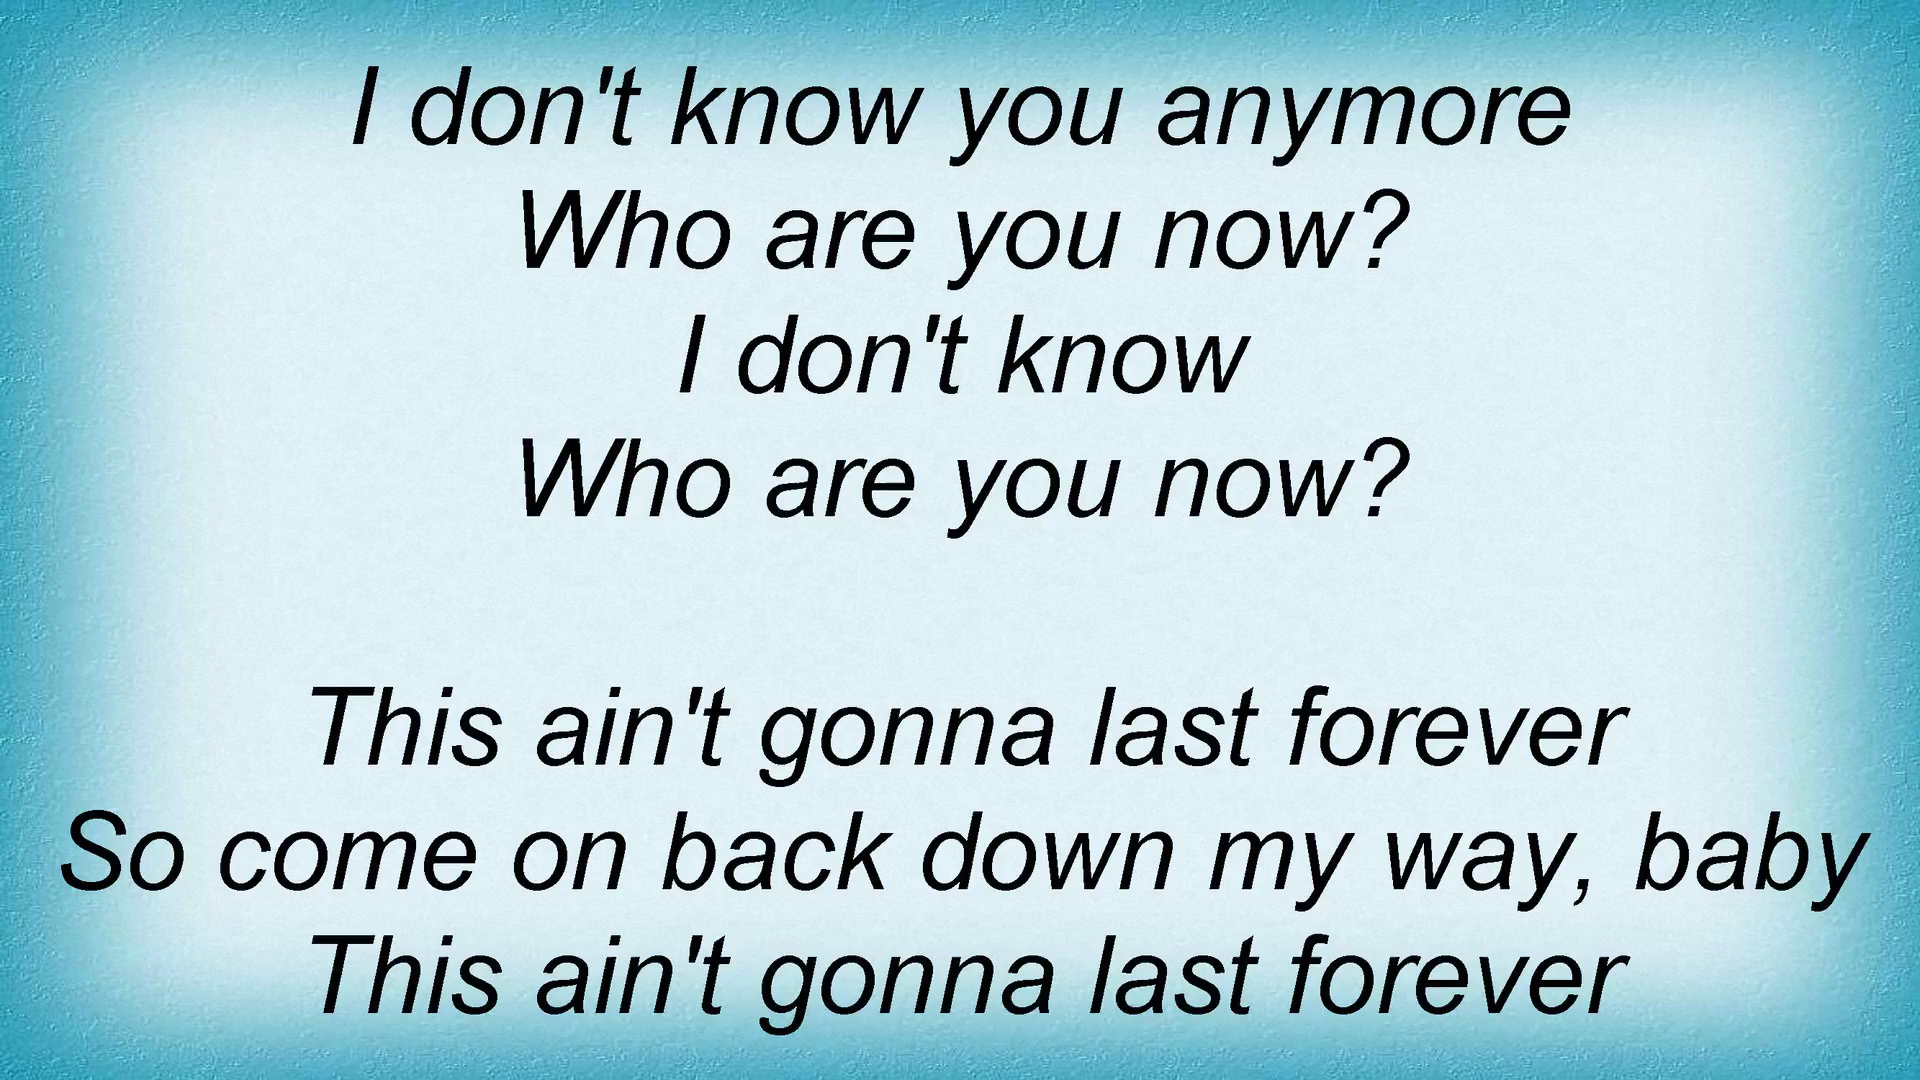 I don't know you anymore
Who are you now?
I don't know
Who are you now?
This ain't gonna last forever
So come on back down my way, baby
This ain't gonna last forever